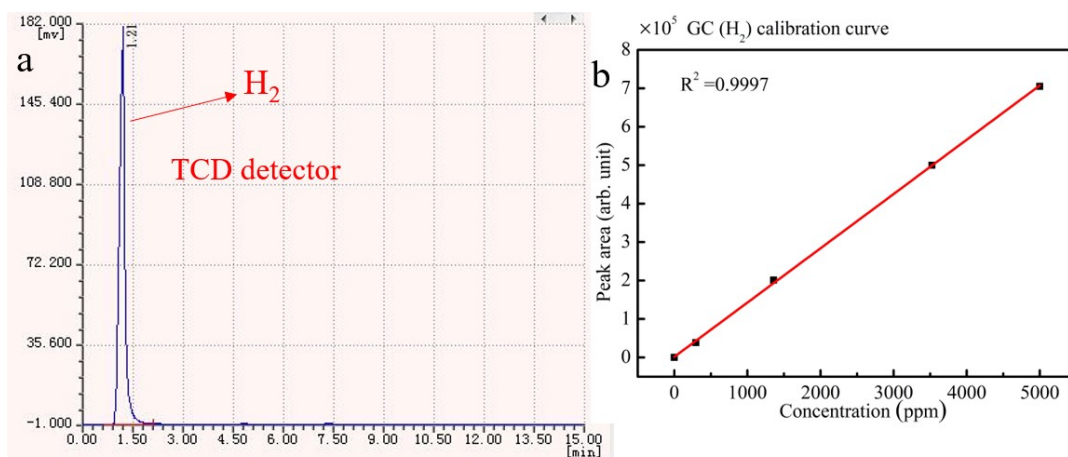 a
182.000
[mv]
145.400
108.800
72.200
35.600
-1.000
1.21
H₂
TCD detector
0.00 1.50 3.00 4.50 6.00 7.50 9.00 10.50 12.00 13.50 15.00
[min]
b
×10⁵ GC (H₂) calibration curve
R² =0.9997
Peak area (arb. unit)
8
7
6
5
4
3
2
1
0
0 1000 2000 3000 4000 5000
Concentration (ppm)